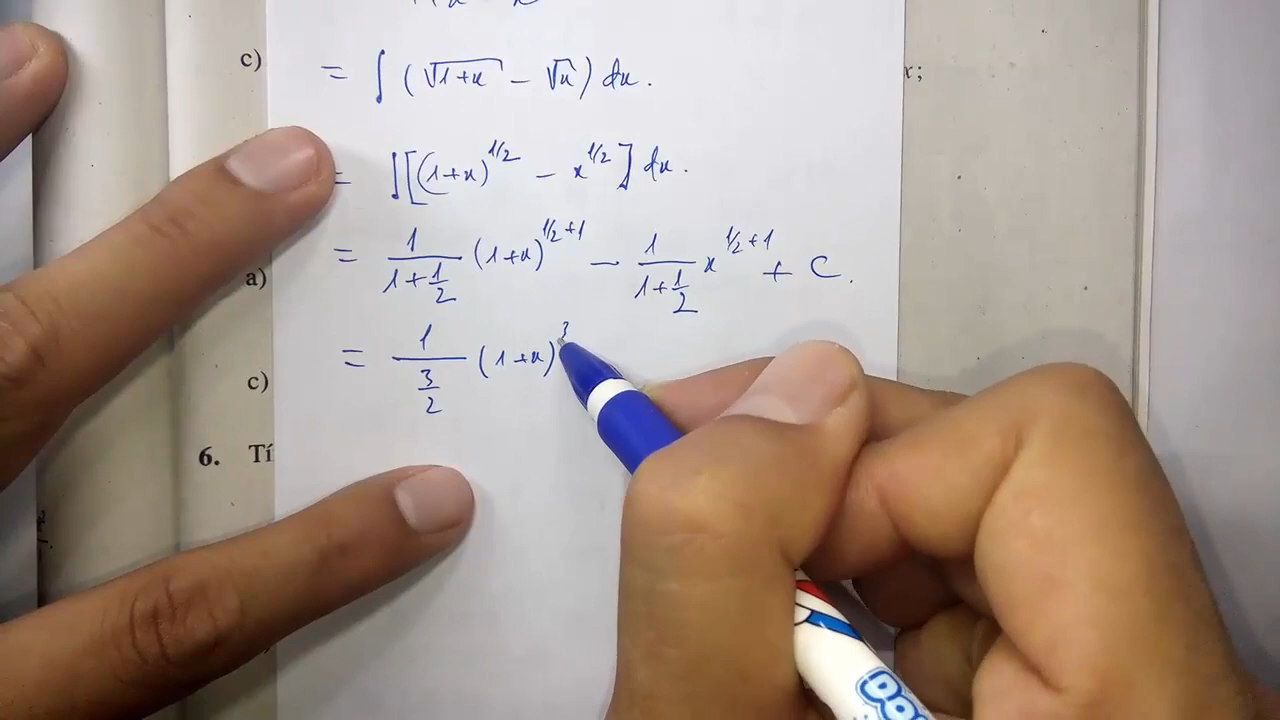 c)
= ∫ (√1+x − √x) dx.
x;
= ∫[(1+x)^1/2 − x^1/2] dx.
= 1/(1+1/2) (1+x)^1/2+1 − 1/(1+1/2) x^1/2+1 + C.
a)
= 1/(3/2) (1+x)^3
c)
6. Tí